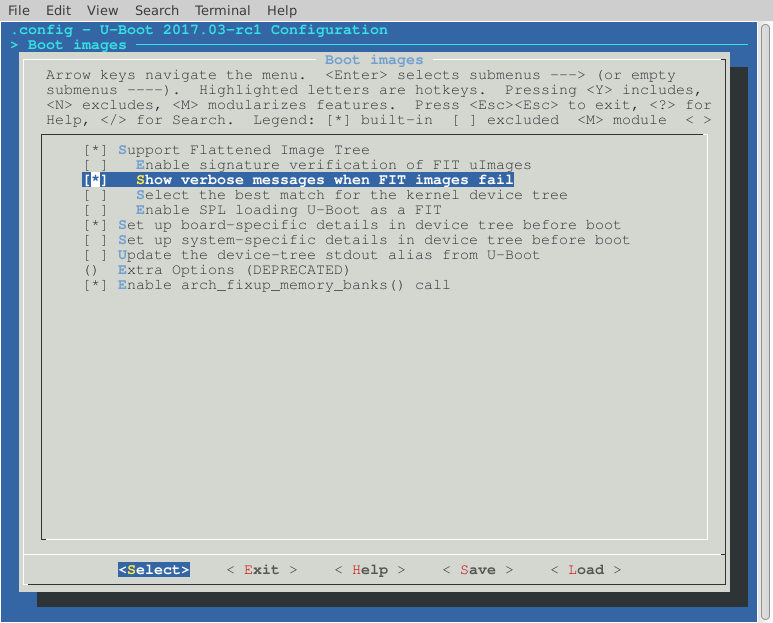 File Edit View Search Terminal Help
.config - U-Boot 2017.03-rc1 Configuration
> Boot images
Boot images
Arrow keys navigate the menu.  <Enter> selects submenus ---> (or empty
submenus ----).  Highlighted letters are hotkeys.  Pressing <Y> includes,
<N> excludes, <M> modularizes features.  Press <Esc><Esc> to exit, <?> for
Help, </> for Search.  Legend: [*] built-in  [ ] excluded  <M> module  < >
[*] Support Flattened Image Tree
[ ]   Enable signature verification of FIT uImages
[*]   Show verbose messages when FIT images fail
[ ]   Select the best match for the kernel device tree
[ ]   Enable SPL loading U-Boot as a FIT
[*] Set up board-specific details in device tree before boot
[ ] Set up system-specific details in device tree before boot
[ ] Update the device-tree stdout alias from U-Boot
()  Extra Options (DEPRECATED)
[*] Enable arch_fixup_memory_banks() call
<Select>    < Exit >    < Help >    < Save >    < Load >